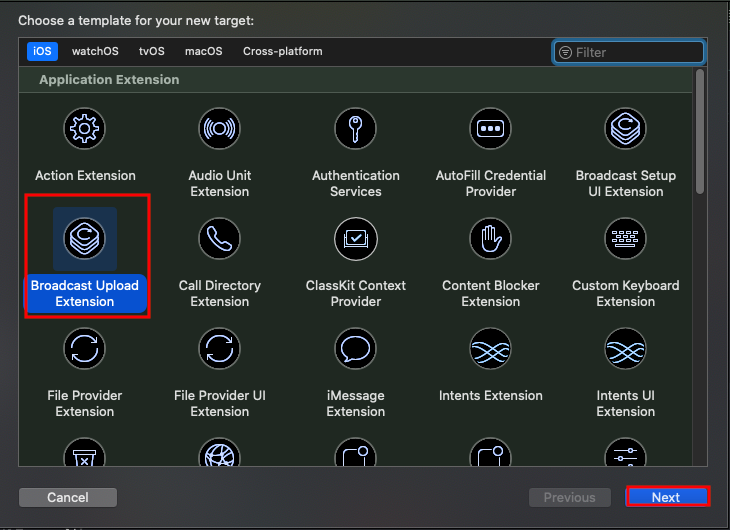 Choose a template for your new target:
iOS watchOS tvOS macOS Cross-platform Filter
Application Extension
Action Extension
Audio Unit
Extension
Authentication
Services
AutoFill Credential
Provider
Broadcast Setup
UI Extension
Broadcast Upload
Extension
Call Directory
Extension
ClassKit Context
Provider
Content Blocker
Extension
Custom Keyboard
Extension
File Provider
Extension
File Provider UI
Extension
iMessage
Extension
Intents Extension
Intents UI
Extension
Cancel Previous Next